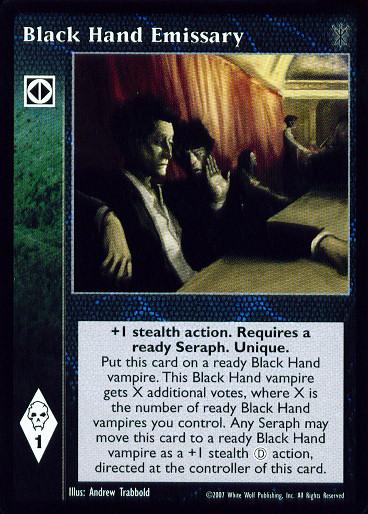 Black Hand Emissary
+1 stealth action. Requires a
ready Seraph. Unique.
Put this card on a ready Black Hand
vampire. This Black Hand vampire
gets X additional votes, where X is
the number of ready Black Hand
vampires you control. Any Seraph may
move this card to a ready Black Hand
vampire as a +1 stealth Ⓓ action,
directed at the controller of this card.
1
Illus: Andrew Trabbold
©2007 White Wolf Publishing, Inc. All Rights Reserved